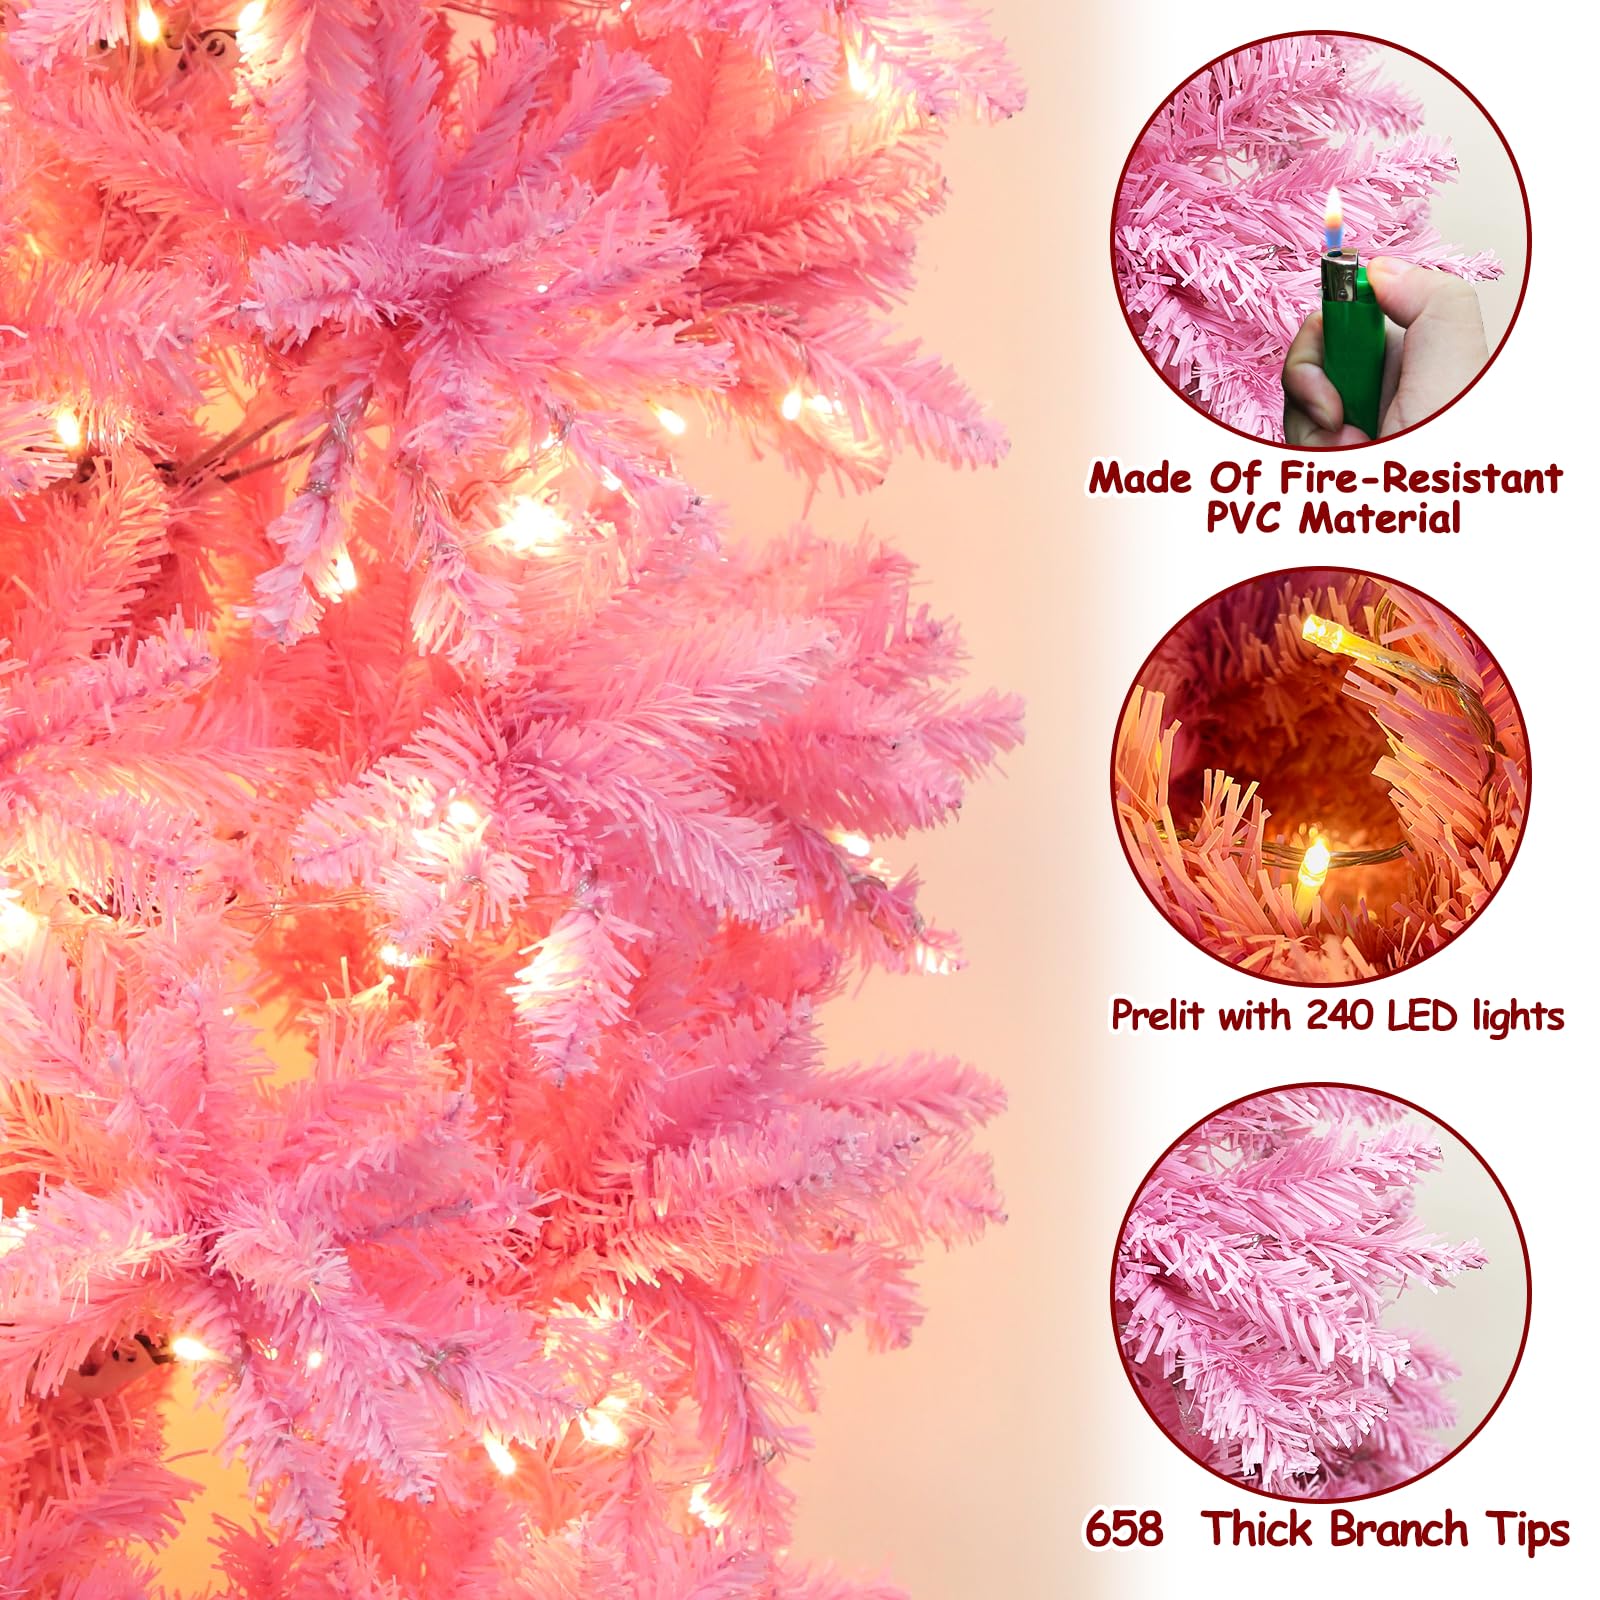 Made Of Fire-Resistant
PVC Material
Prelit with 240 LED lights
658 Thick Branch Tips